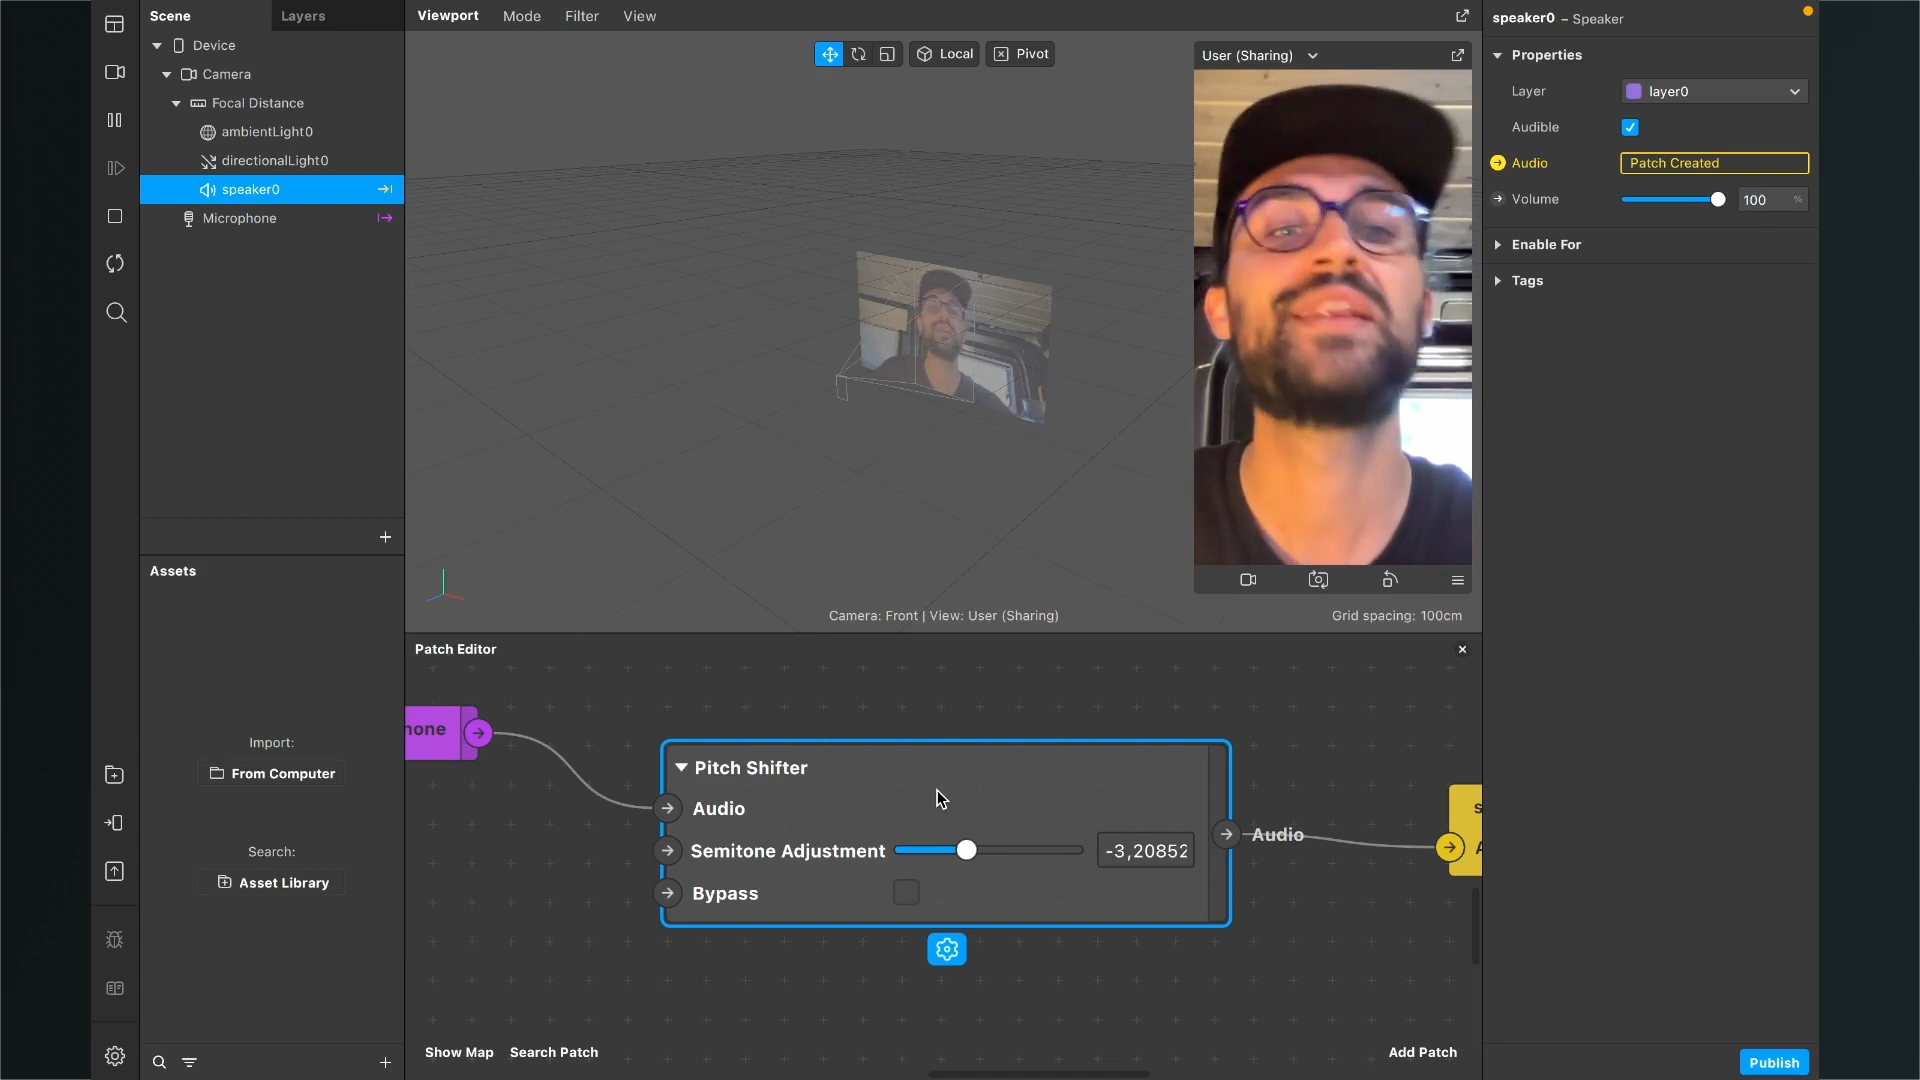 Scene
Layers
Device
Camera
Focal Distance
ambientLight0
directionalLight0
speaker0
Microphone
Assets
Import:
From Computer
Search:
Asset Library
Viewport Mode Filter View
Local
Pivot
User (Sharing)
Camera: Front | View: User (Sharing)
Grid spacing: 100cm
Patch Editor
hone
Pitch Shifter
Audio
Semitone Adjustment
-3,20852
Bypass
Audio
s
A
Show Map Search Patch
Add Patch
speaker0 – Speaker
Properties
Layer
layer0
Audible
Audio
Patch Created
Volume
100
%
Enable For
Tags
Publish